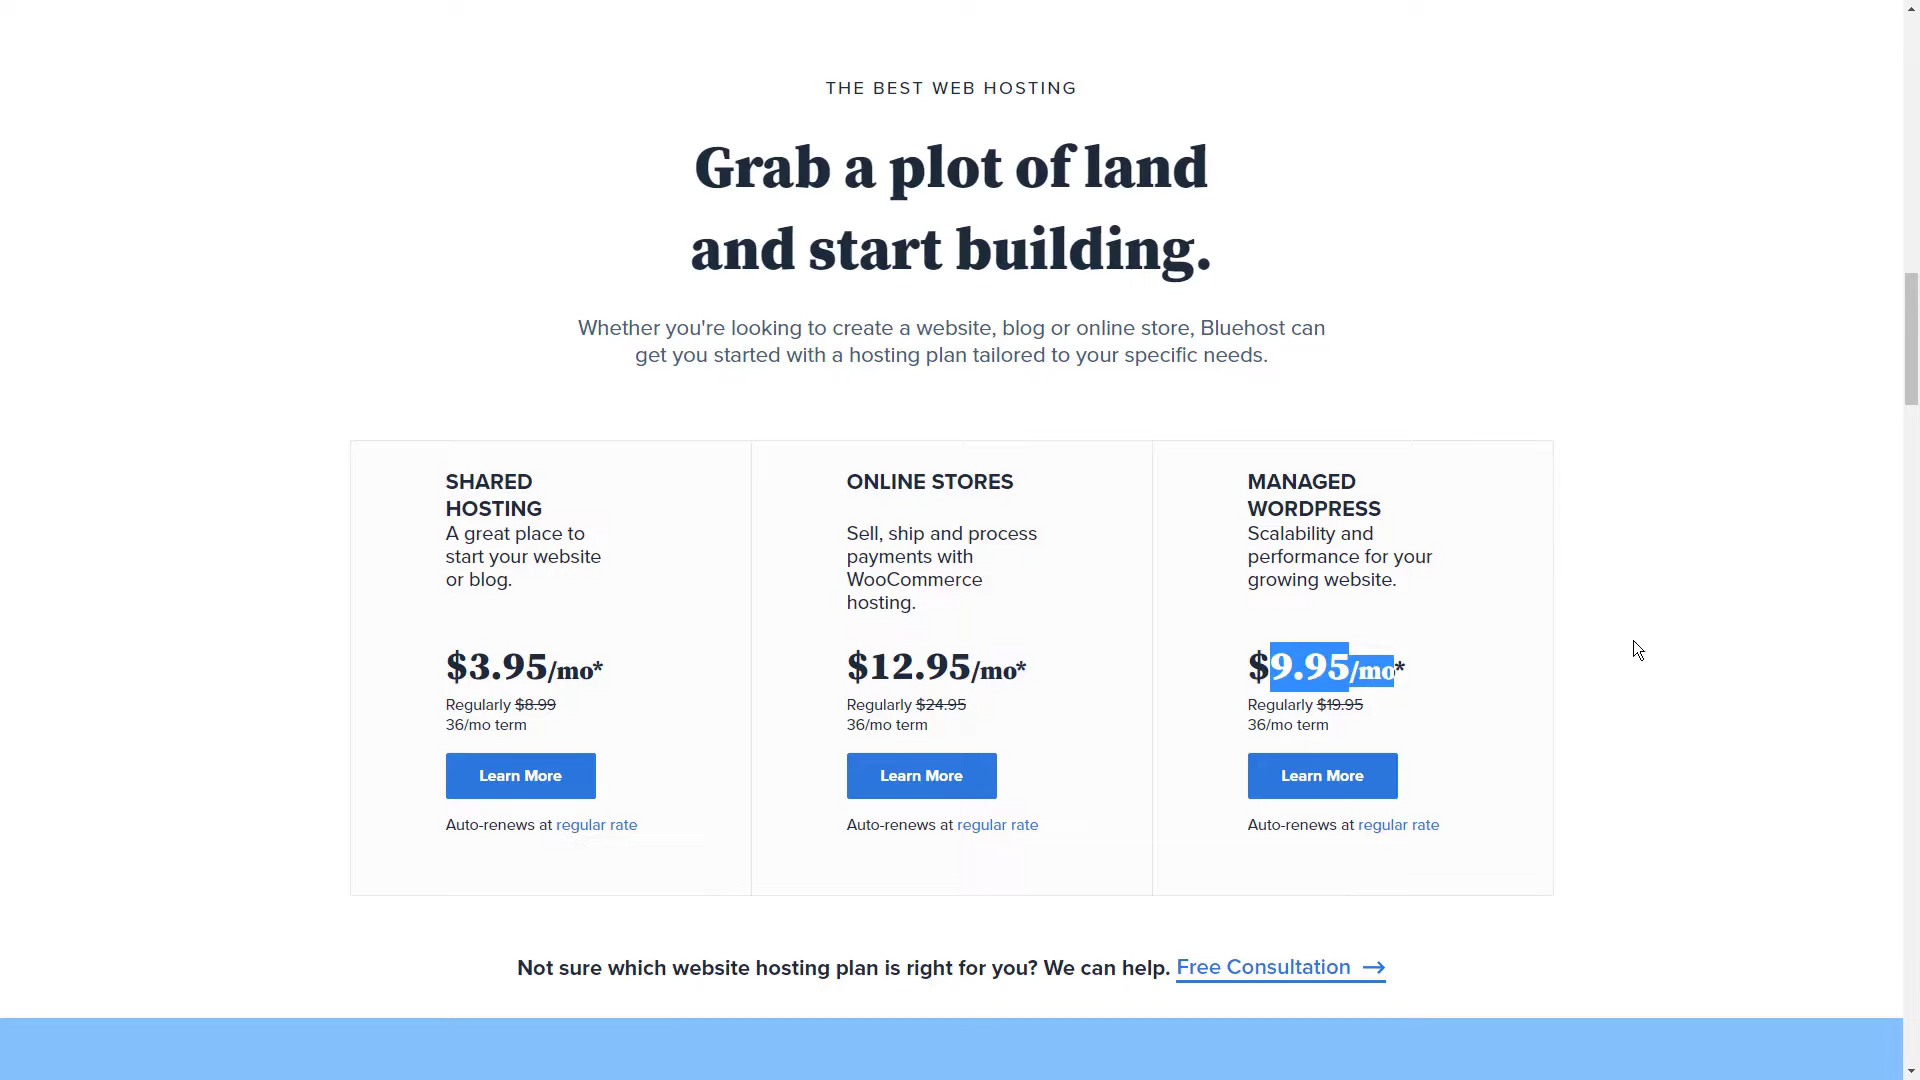 THE BEST WEB HOSTING
Grab a plot of land
and start building.
Whether you're looking to create a website, blog or online store, Bluehost can
get you started with a hosting plan tailored to your specific needs.
SHARED
HOSTING
A great place to
start your website
or blog.
$3.95/mo*
Regularly $8.99
36/mo term
Learn More
Auto-renews at regular rate
ONLINE STORES
Sell, ship and process
payments with
WooCommerce
hosting.
$12.95/mo*
Regularly $24.95
36/mo term
Learn More
Auto-renews at regular rate
MANAGED
WORDPRESS
Scalability and
performance for your
growing website.
$9.95/mo*
Regularly $19.95
36/mo term
Learn More
Auto-renews at regular rate
Not sure which website hosting plan is right for you? We can help. Free Consultation →